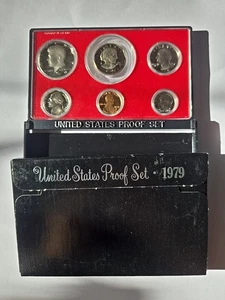 UNITED STATES PROOF SET
United States Proof Set · 1979